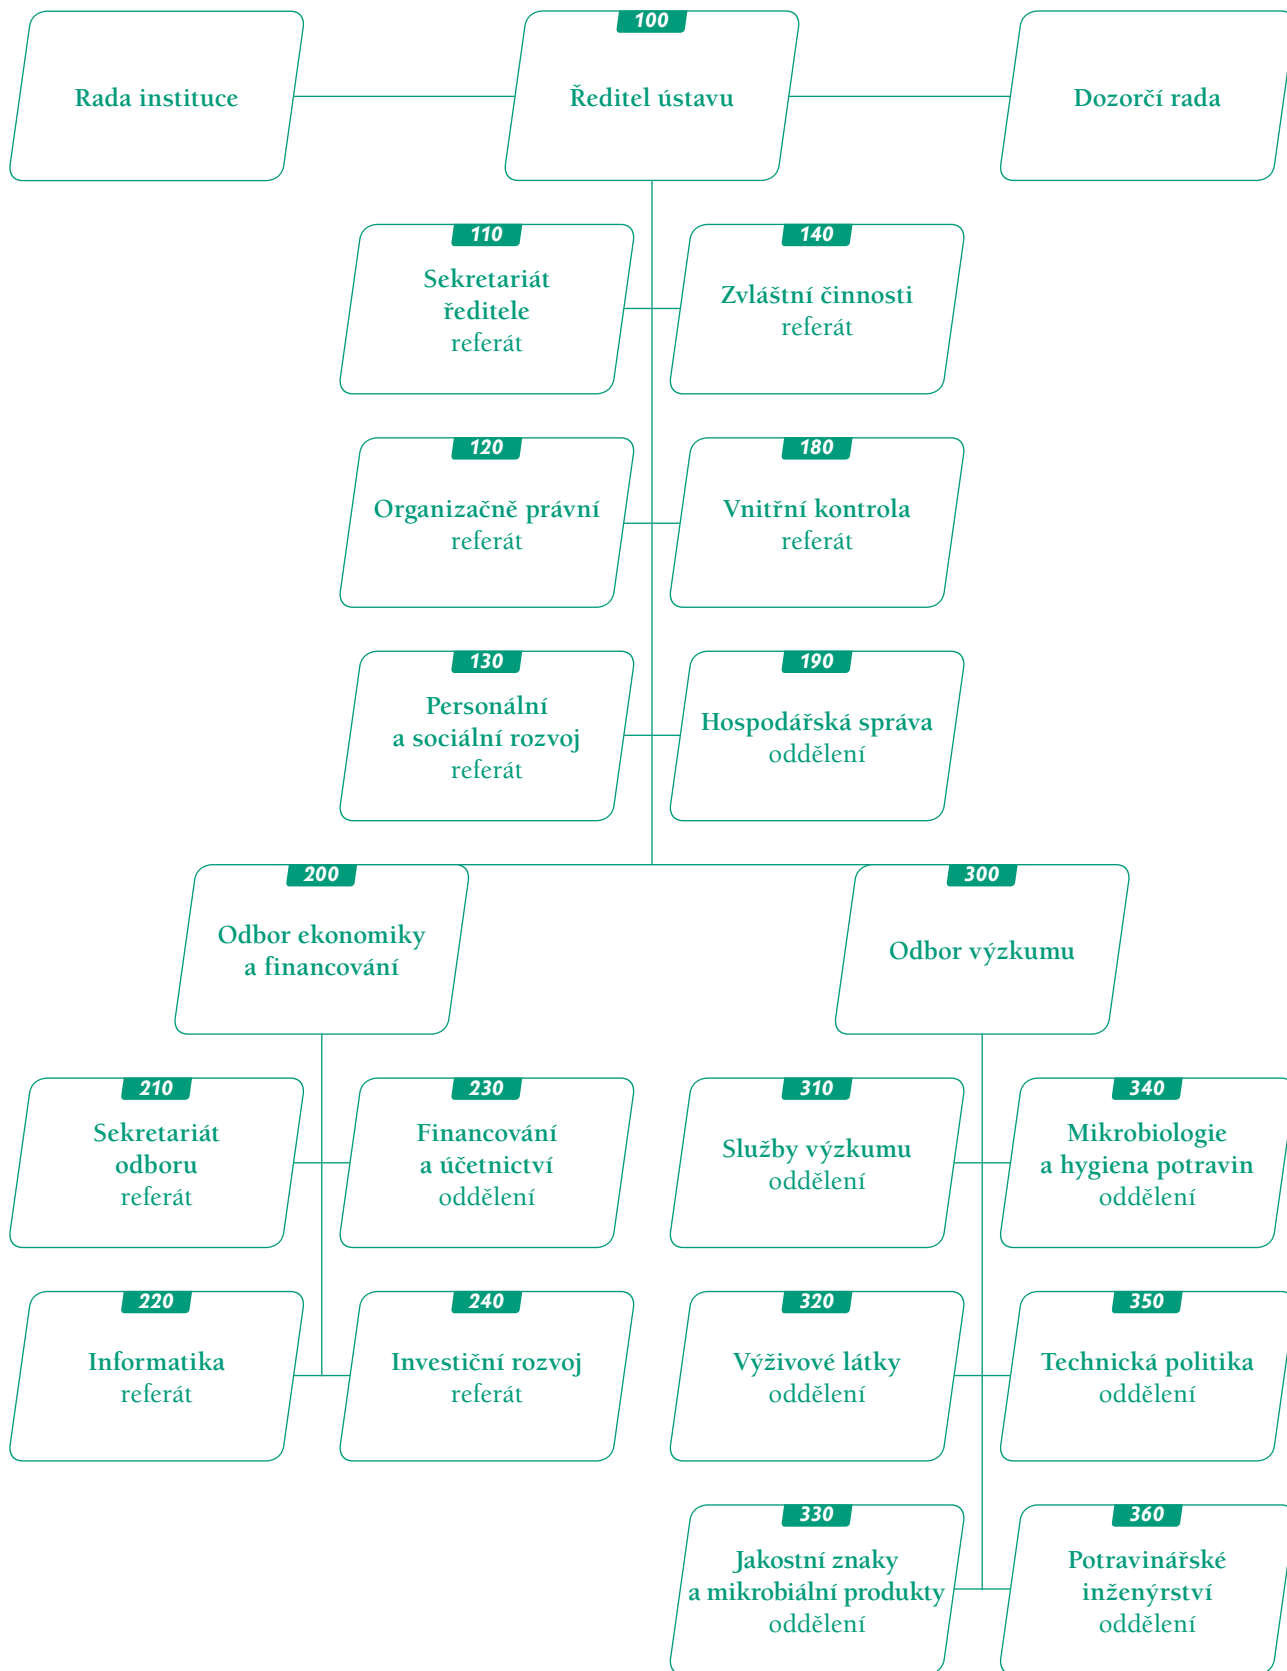 100
Rada instituce
Ředitel ústavu
Dozorčí rada
110
Sekretariát
ředitele
referát
140
Zvláštní činnosti
referát
120
Organizačně právní
referát
180
Vnitřní kontrola
referát
130
Personální
a sociální rozvoj
referát
190
Hospodářská správa
oddělení
200
Odbor ekonomiky
a financování
300
Odbor výzkumu
210
Sekretariát
odboru
referát
230
Financování
a účetnictví
oddělení
310
Služby výzkumu
oddělení
340
Mikrobiologie
a hygiena potravin
oddělení
220
Informatika
referát
240
Investiční rozvoj
referát
320
Výživové látky
oddělení
350
Technická politika
oddělení
330
Jakostní znaky
a mikrobiální produkty
oddělení
360
Potravinářské
inženýrství
oddělení